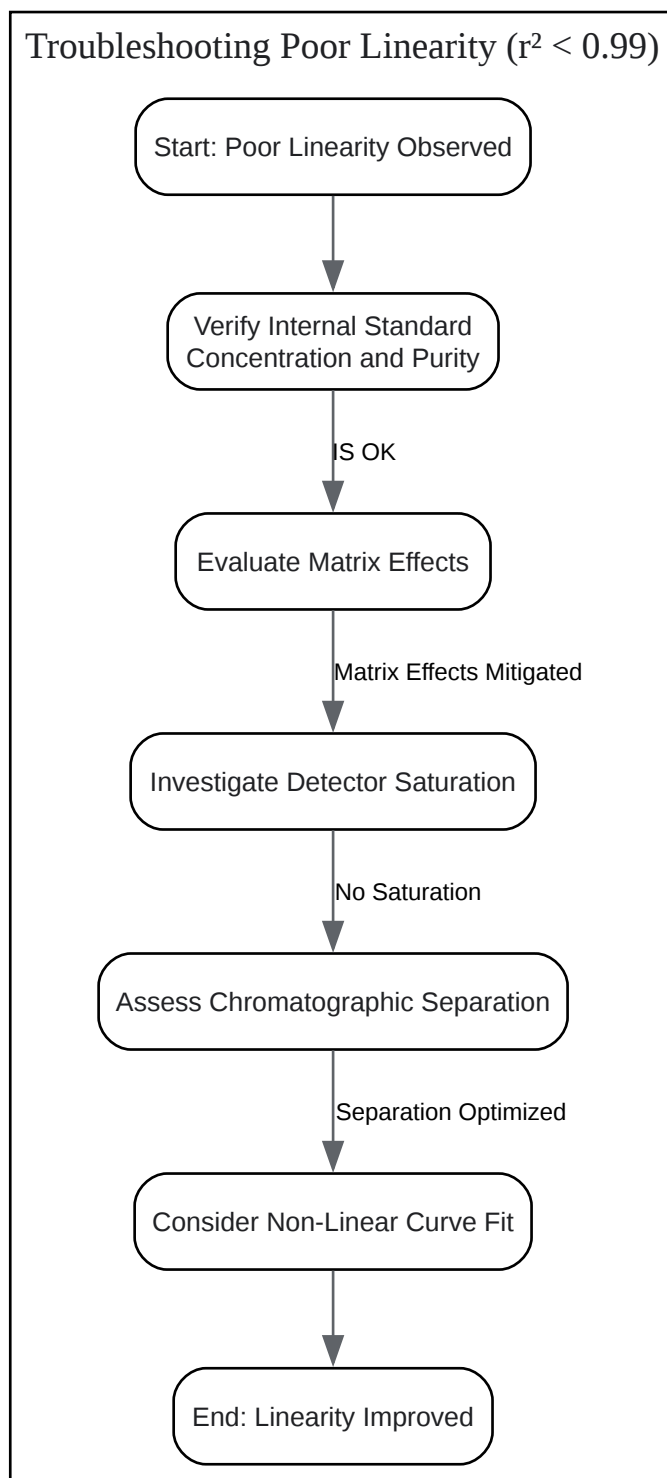 Troubleshooting Poor Linearity (r² < 0.99)
Start: Poor Linearity Observed
Verify Internal Standard
Concentration and Purity
IS OK
Evaluate Matrix Effects
Matrix Effects Mitigated
Investigate Detector Saturation
No Saturation
Assess Chromatographic Separation
Separation Optimized
Consider Non-Linear Curve Fit
End: Linearity Improved